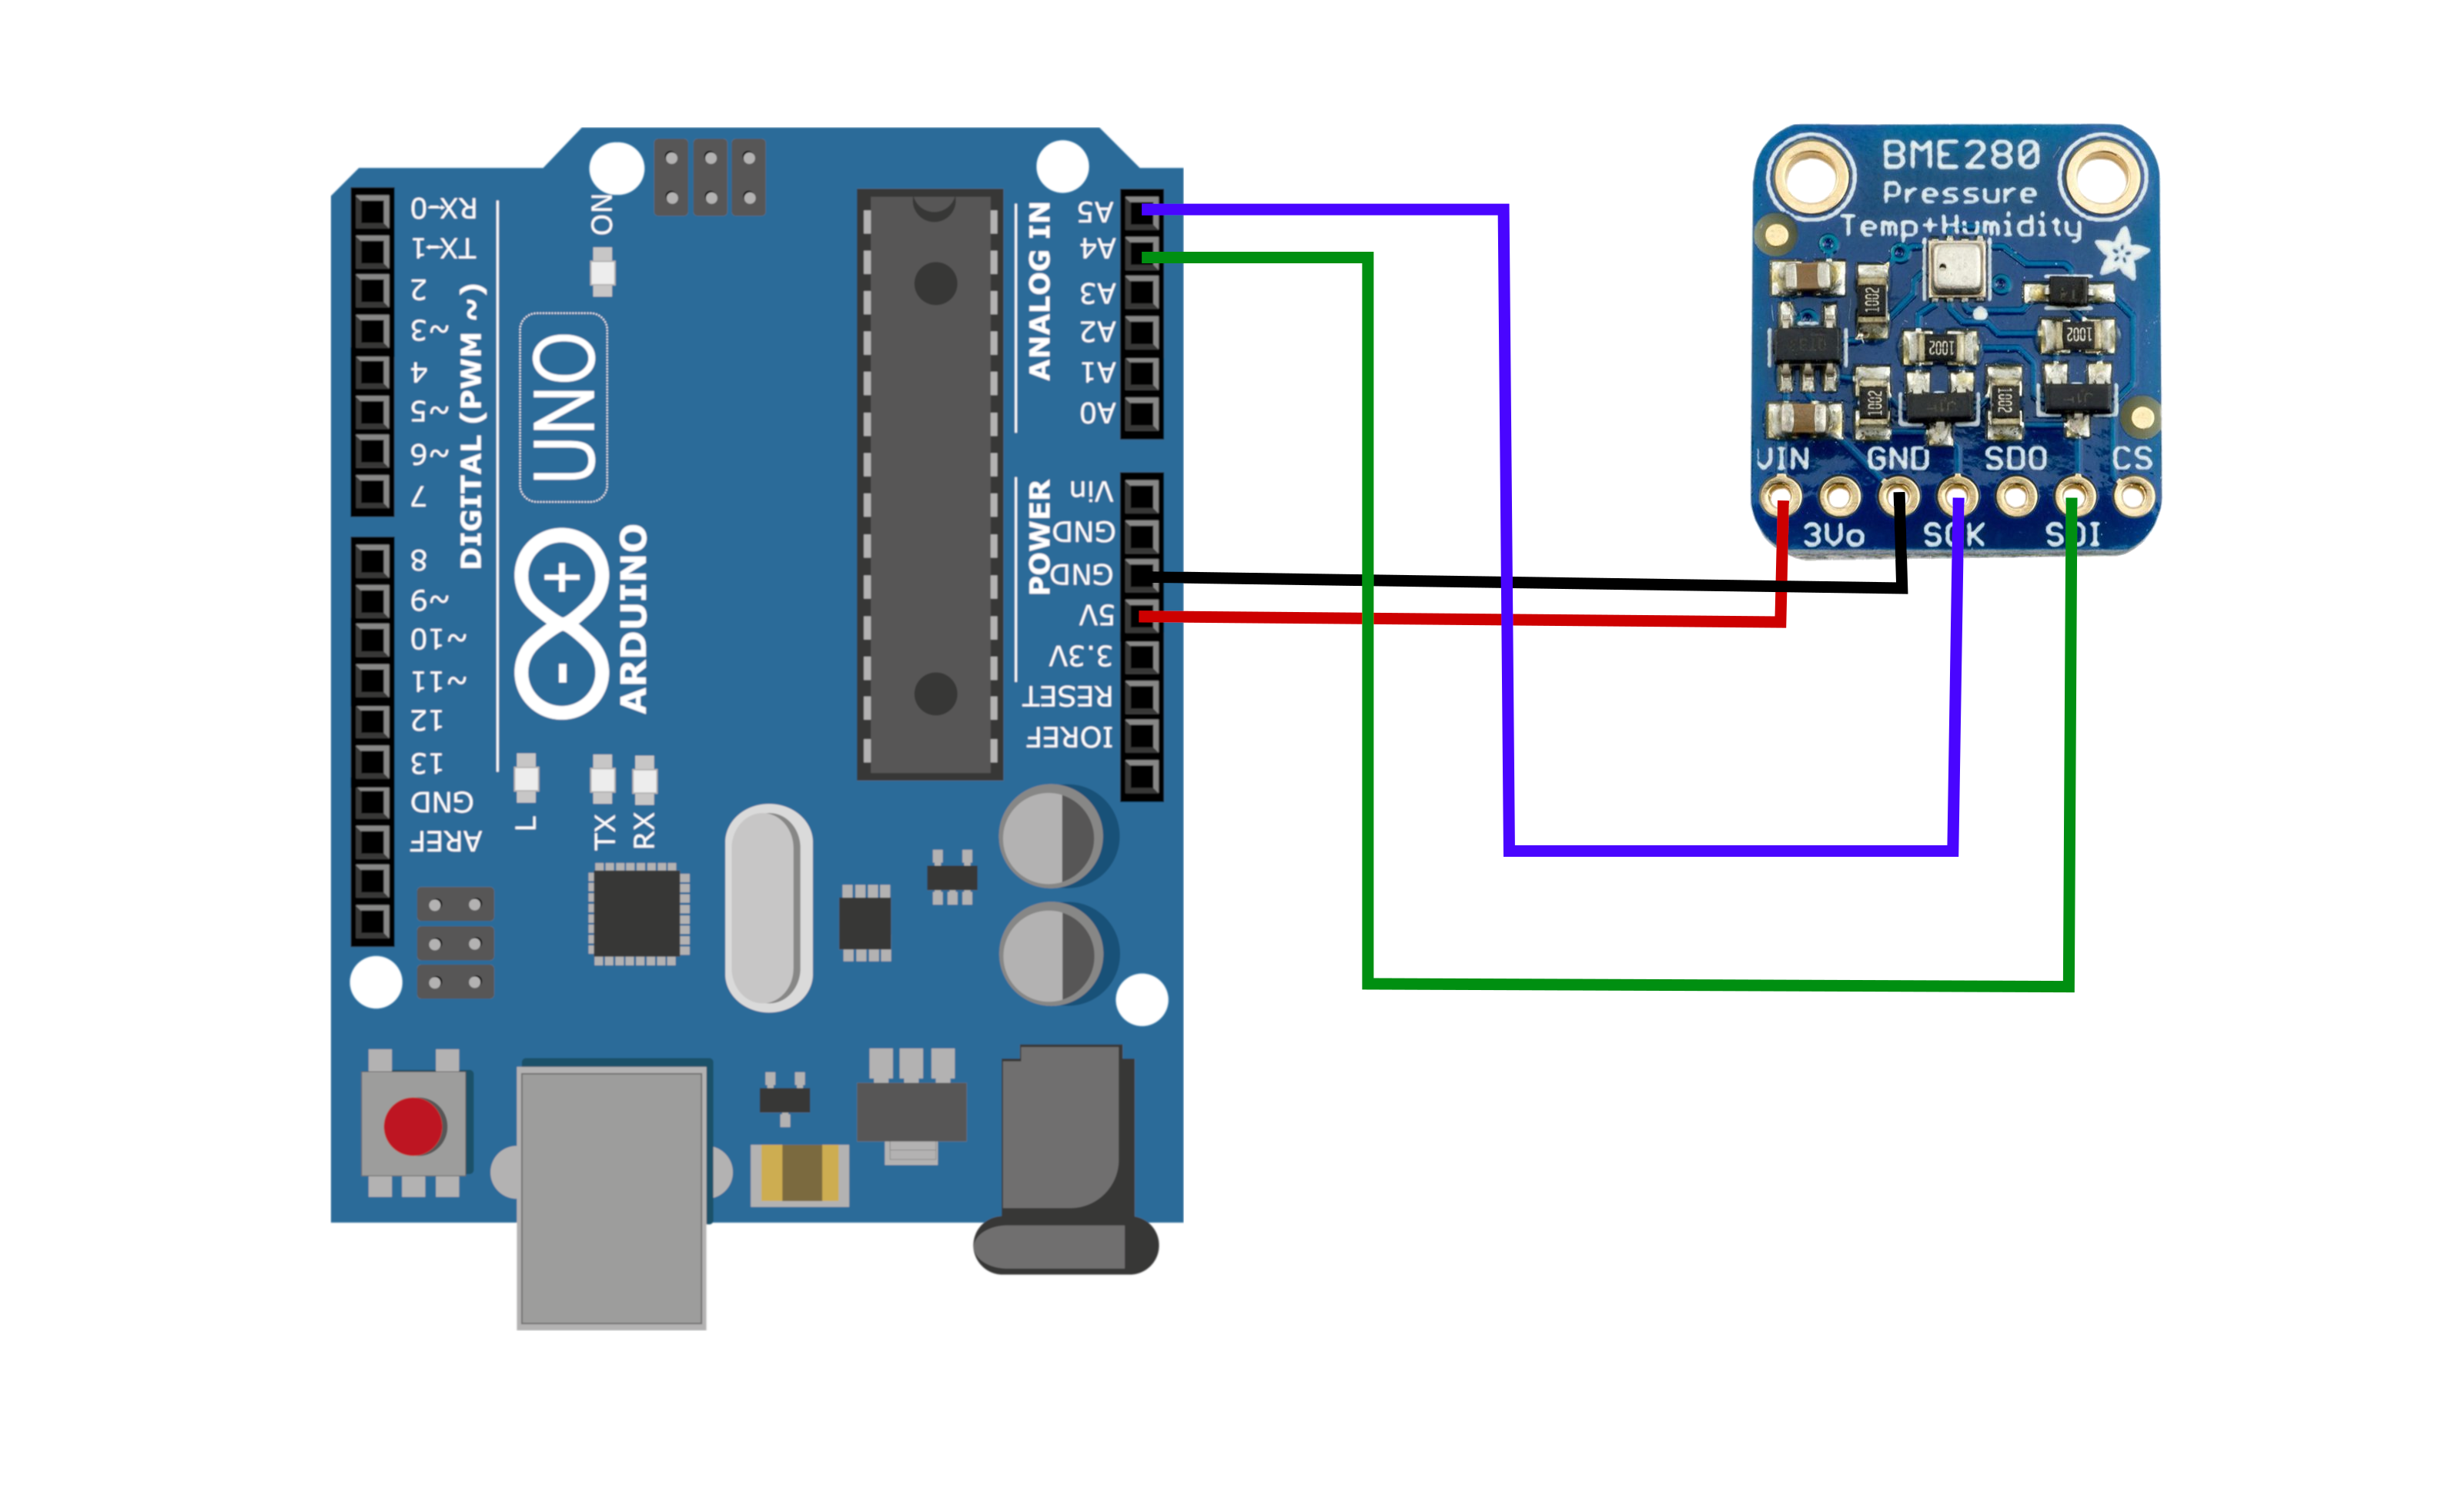 RX-0
TX-1
2
~3
4
~5
~6
7
8
~9
~10
~11
12
13
GND
AREF
DIGITAL (PWM ~)
ON
UNO
ARDUINO
L
TX
RX
ANALOG IN
A5
A4
A3
A2
A1
A0
POWER
Vin
GND
GND
5V
3.3V
RESET
IOREF
BME280
Pressure
Temp+Humidity
1002
1002
1002
1002
1002
VIN GND SDO CS
3Vo SCK SDI